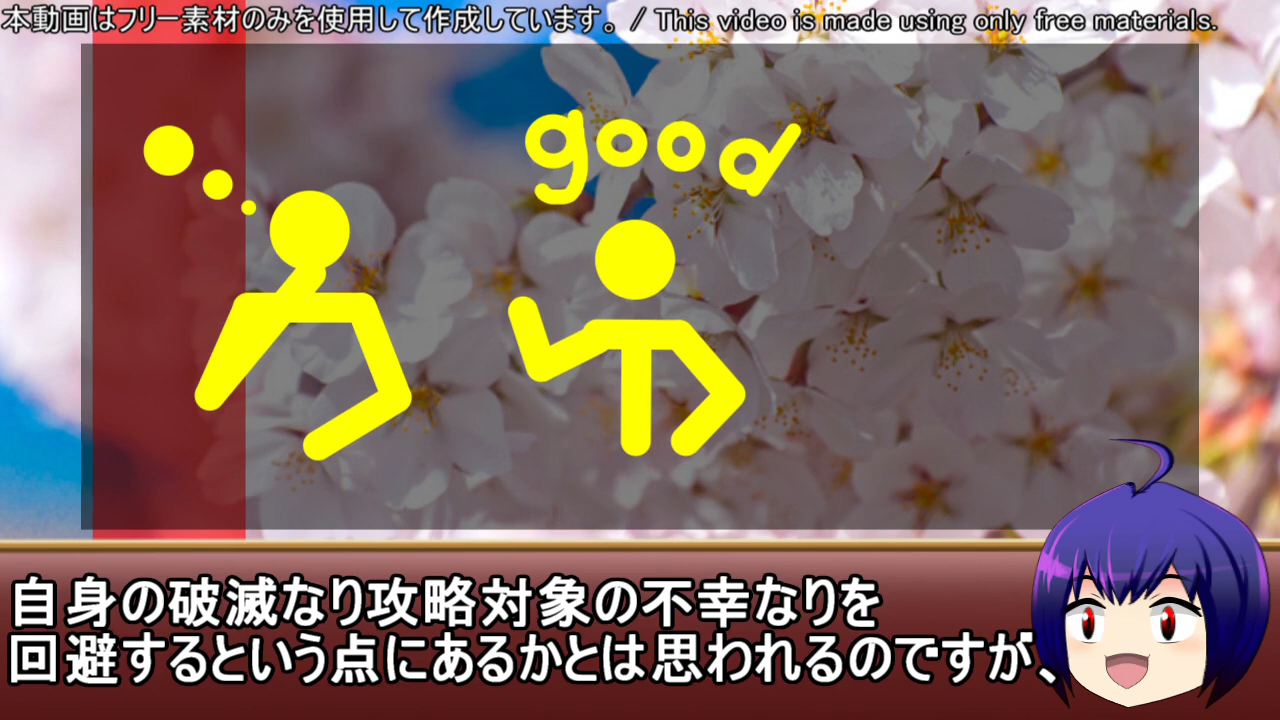 本動画はフリー素材のみを使用して作成しています。 / This video is made using only free materials.
good
自身の破滅なり攻略対象の不幸なりを
回避するという点にあるかとは思われるのですが、